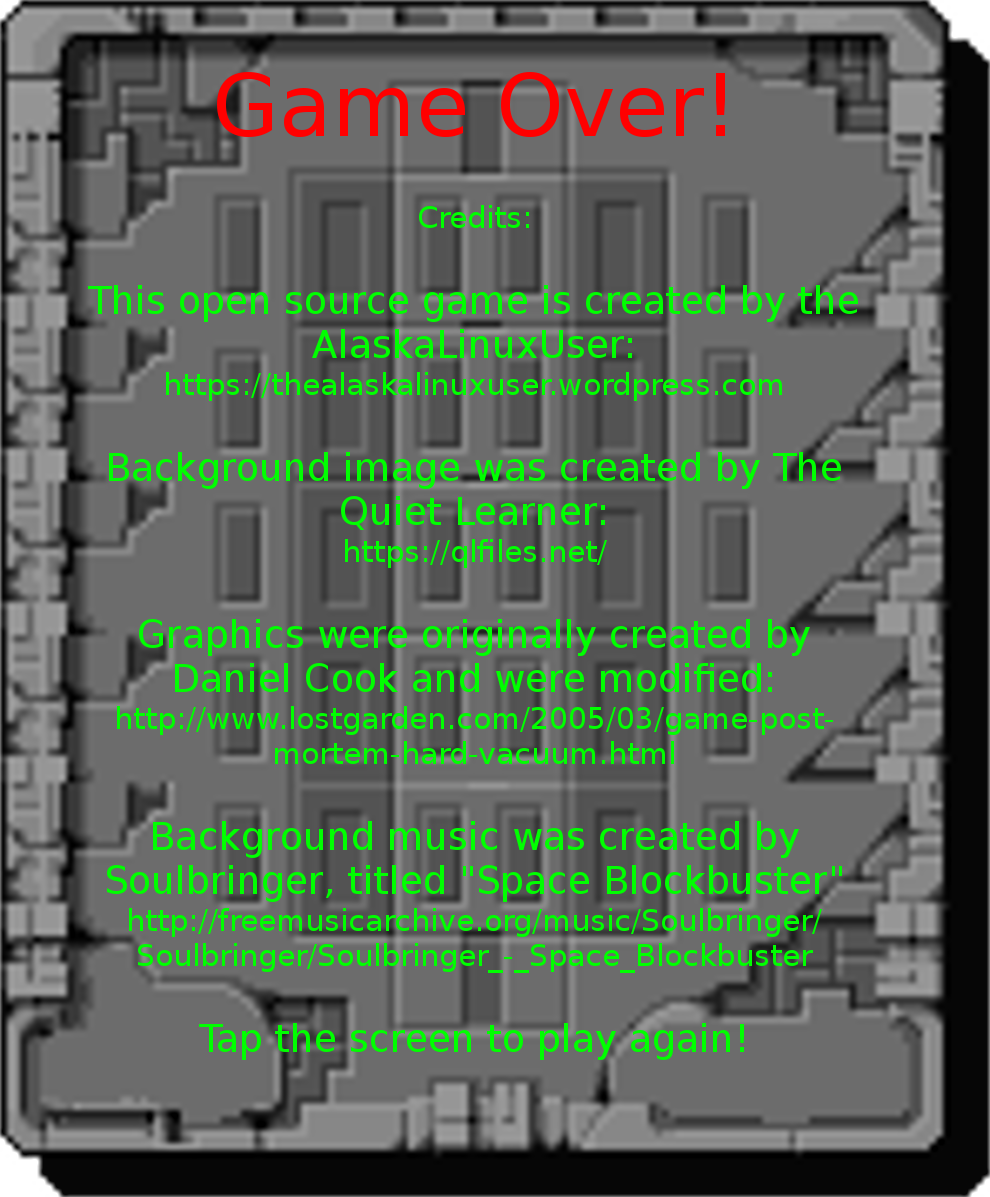 Game Over!
Credits:
This open source game is created by the
AlaskaLinuxUser:
https://thealaskalinuxuser.wordpress.com
Background image was created by The
Quiet Learner:
https://qlfiles.net/
Graphics were originally created by
Daniel Cook and were modified:
http://www.lostgarden.com/2005/03/game-post-
mortem-hard-vacuum.html
Background music was created by
Soulbringer, titled "Space Blockbuster"
http://freemusicarchive.org/music/Soulbringer/
Soulbringer/Soulbringer_-_Space_Blockbuster
Tap the screen to play again!